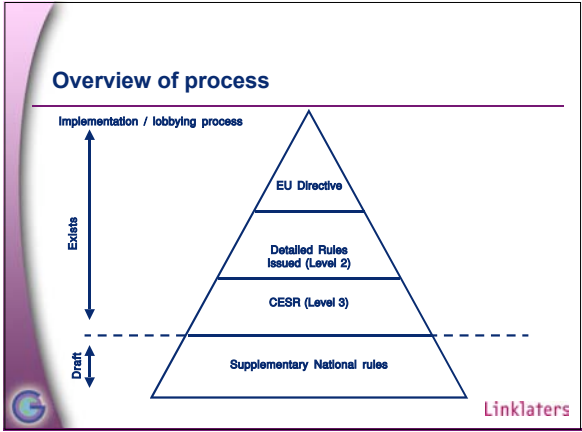 Overview of process
Implementation / lobbying process
EU Directive
Exists
Detailed Rules
Issued (Level 2)
CESR (Level 3)
Draft
Supplementary National rules
G
Linklaters